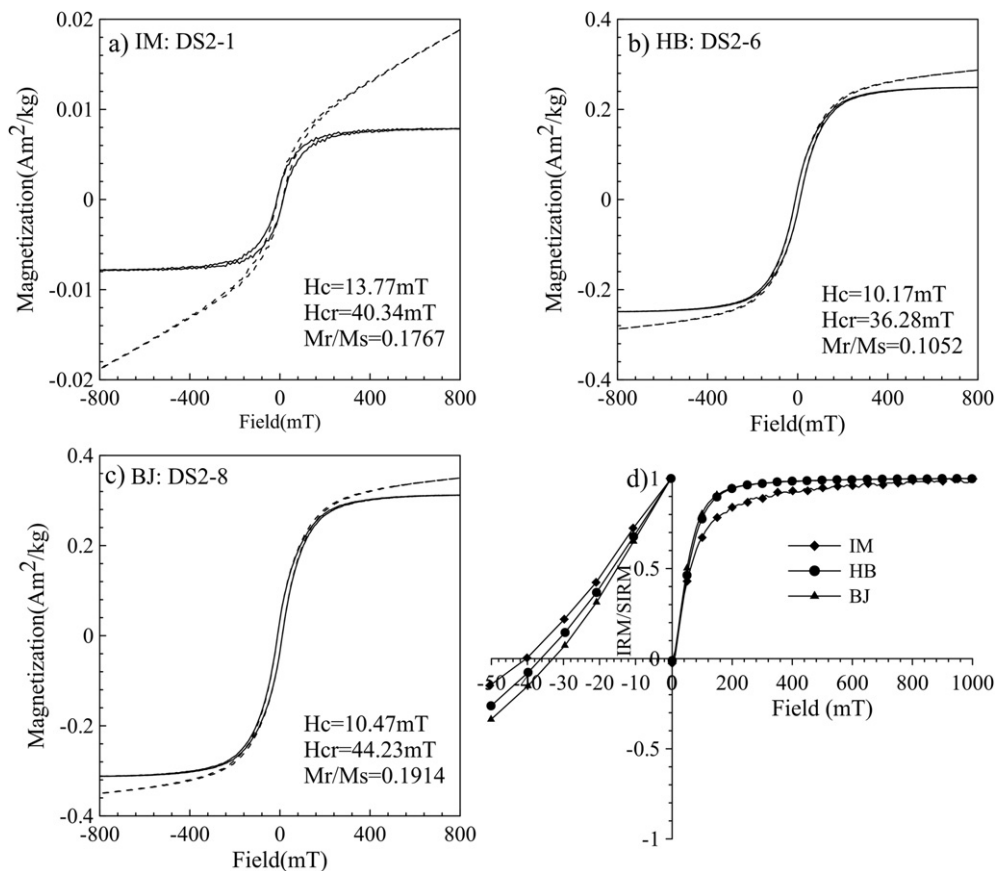 a) IM: DS2-1
Magnetization(Am²/kg)
0.02
0.01
0
-0.01
-0.02
Hc=13.77mT
Hcr=40.34mT
Mr/Ms=0.1767
-800
-400
0
400
800
Field(mT)
b) HB: DS2-6
Magnetization(Am²/kg)
0.4
0.2
0
-0.2
-0.4
Hc=10.17mT
Hcr=36.28mT
Mr/Ms=0.1052
-800
-400
0
400
800
Field(mT)
c) BJ: DS2-8
Magnetization(Am²/kg)
0.4
0.2
0
-0.2
-0.4
Hc=10.47mT
Hcr=44.23mT
Mr/Ms=0.1914
-800
-400
0
400
800
Field(mT)
d)
IRM/SIRM
1
0.5
-0.5
-1
IM
HB
BJ
-50
-40
-30
-20
-10
0
200
400
600
800
1000
Field (mT)